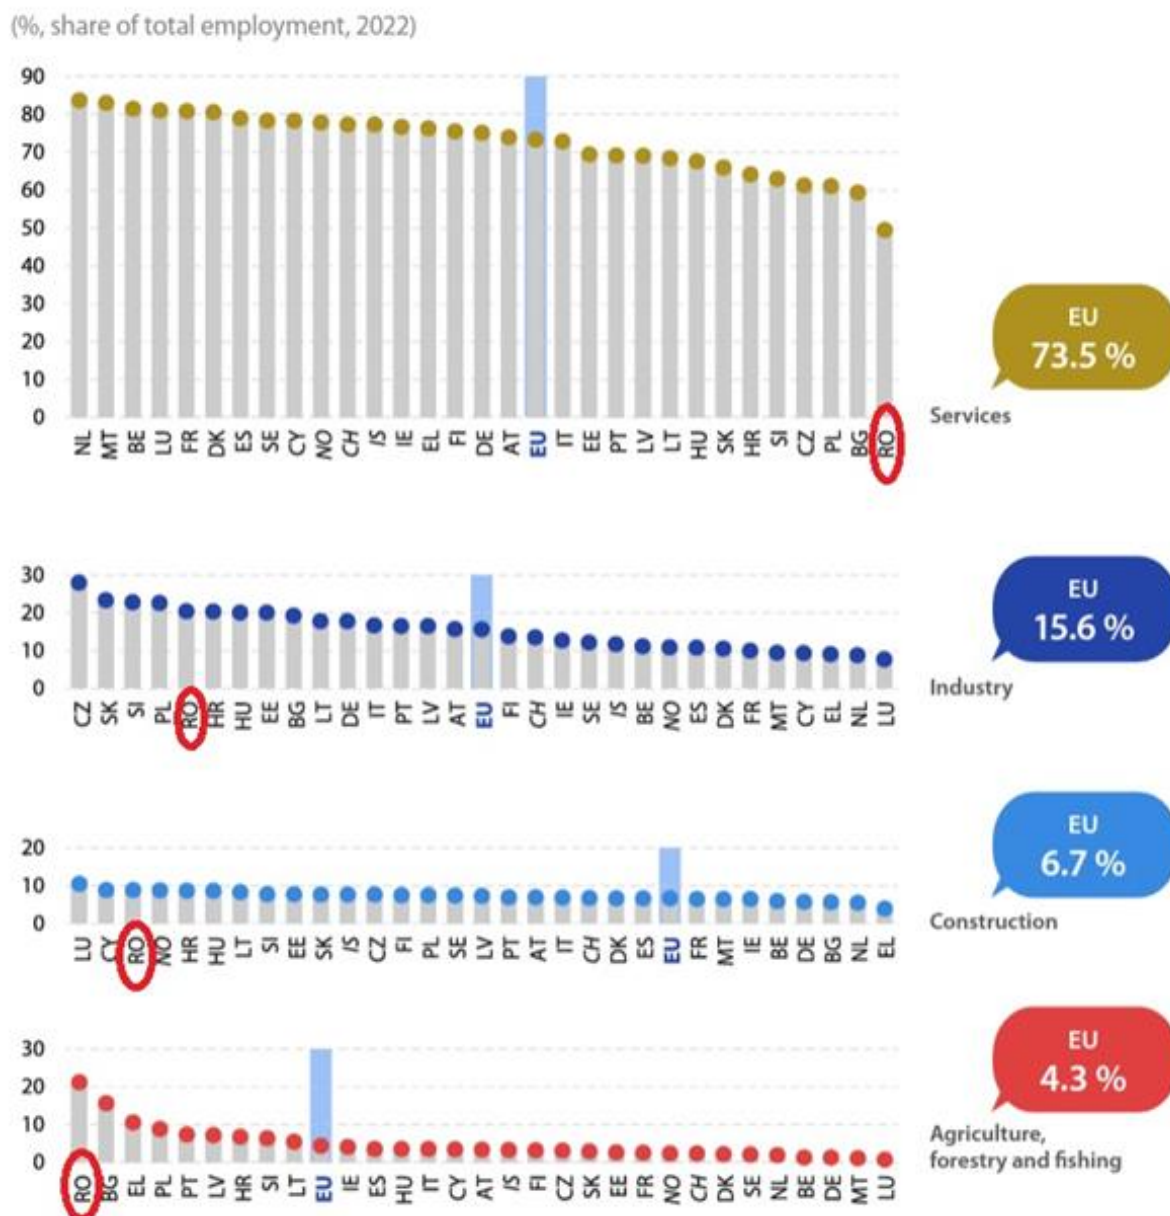 (%, share of total employment, 2022)
90
80
70
60
50
40
30
20
10
0
NL MT BE LU FR DK ES SE CY NO CH IS IE EL FI DE AT EU IT EE PT LV LT HU SK HR SI CZ PL BG RO
EU
73.5 %
Services
30
20
10
0
CZ SK SI PL RO HR HU EE BG LT DE IT PT LV AT EU FI CH IE SE IS BE NO ES DK FR MT CY EL NL LU
EU
15.6 %
Industry
20
10
0
LU CY RO NO HR HU LT SI EE SK IS CZ FI PL SE LV PT AT IT CH DK ES EU FR MT IE BE DE BG NL EL
EU
6.7 %
Construction
30
20
10
0
RO BG EL PL PT LV HR SI LT EU IE ES HU IT CY AT IS FI CZ SK EE FR NO CH DK SE NL BE DE MT LU
EU
4.3 %
Agriculture,
forestry and fishing